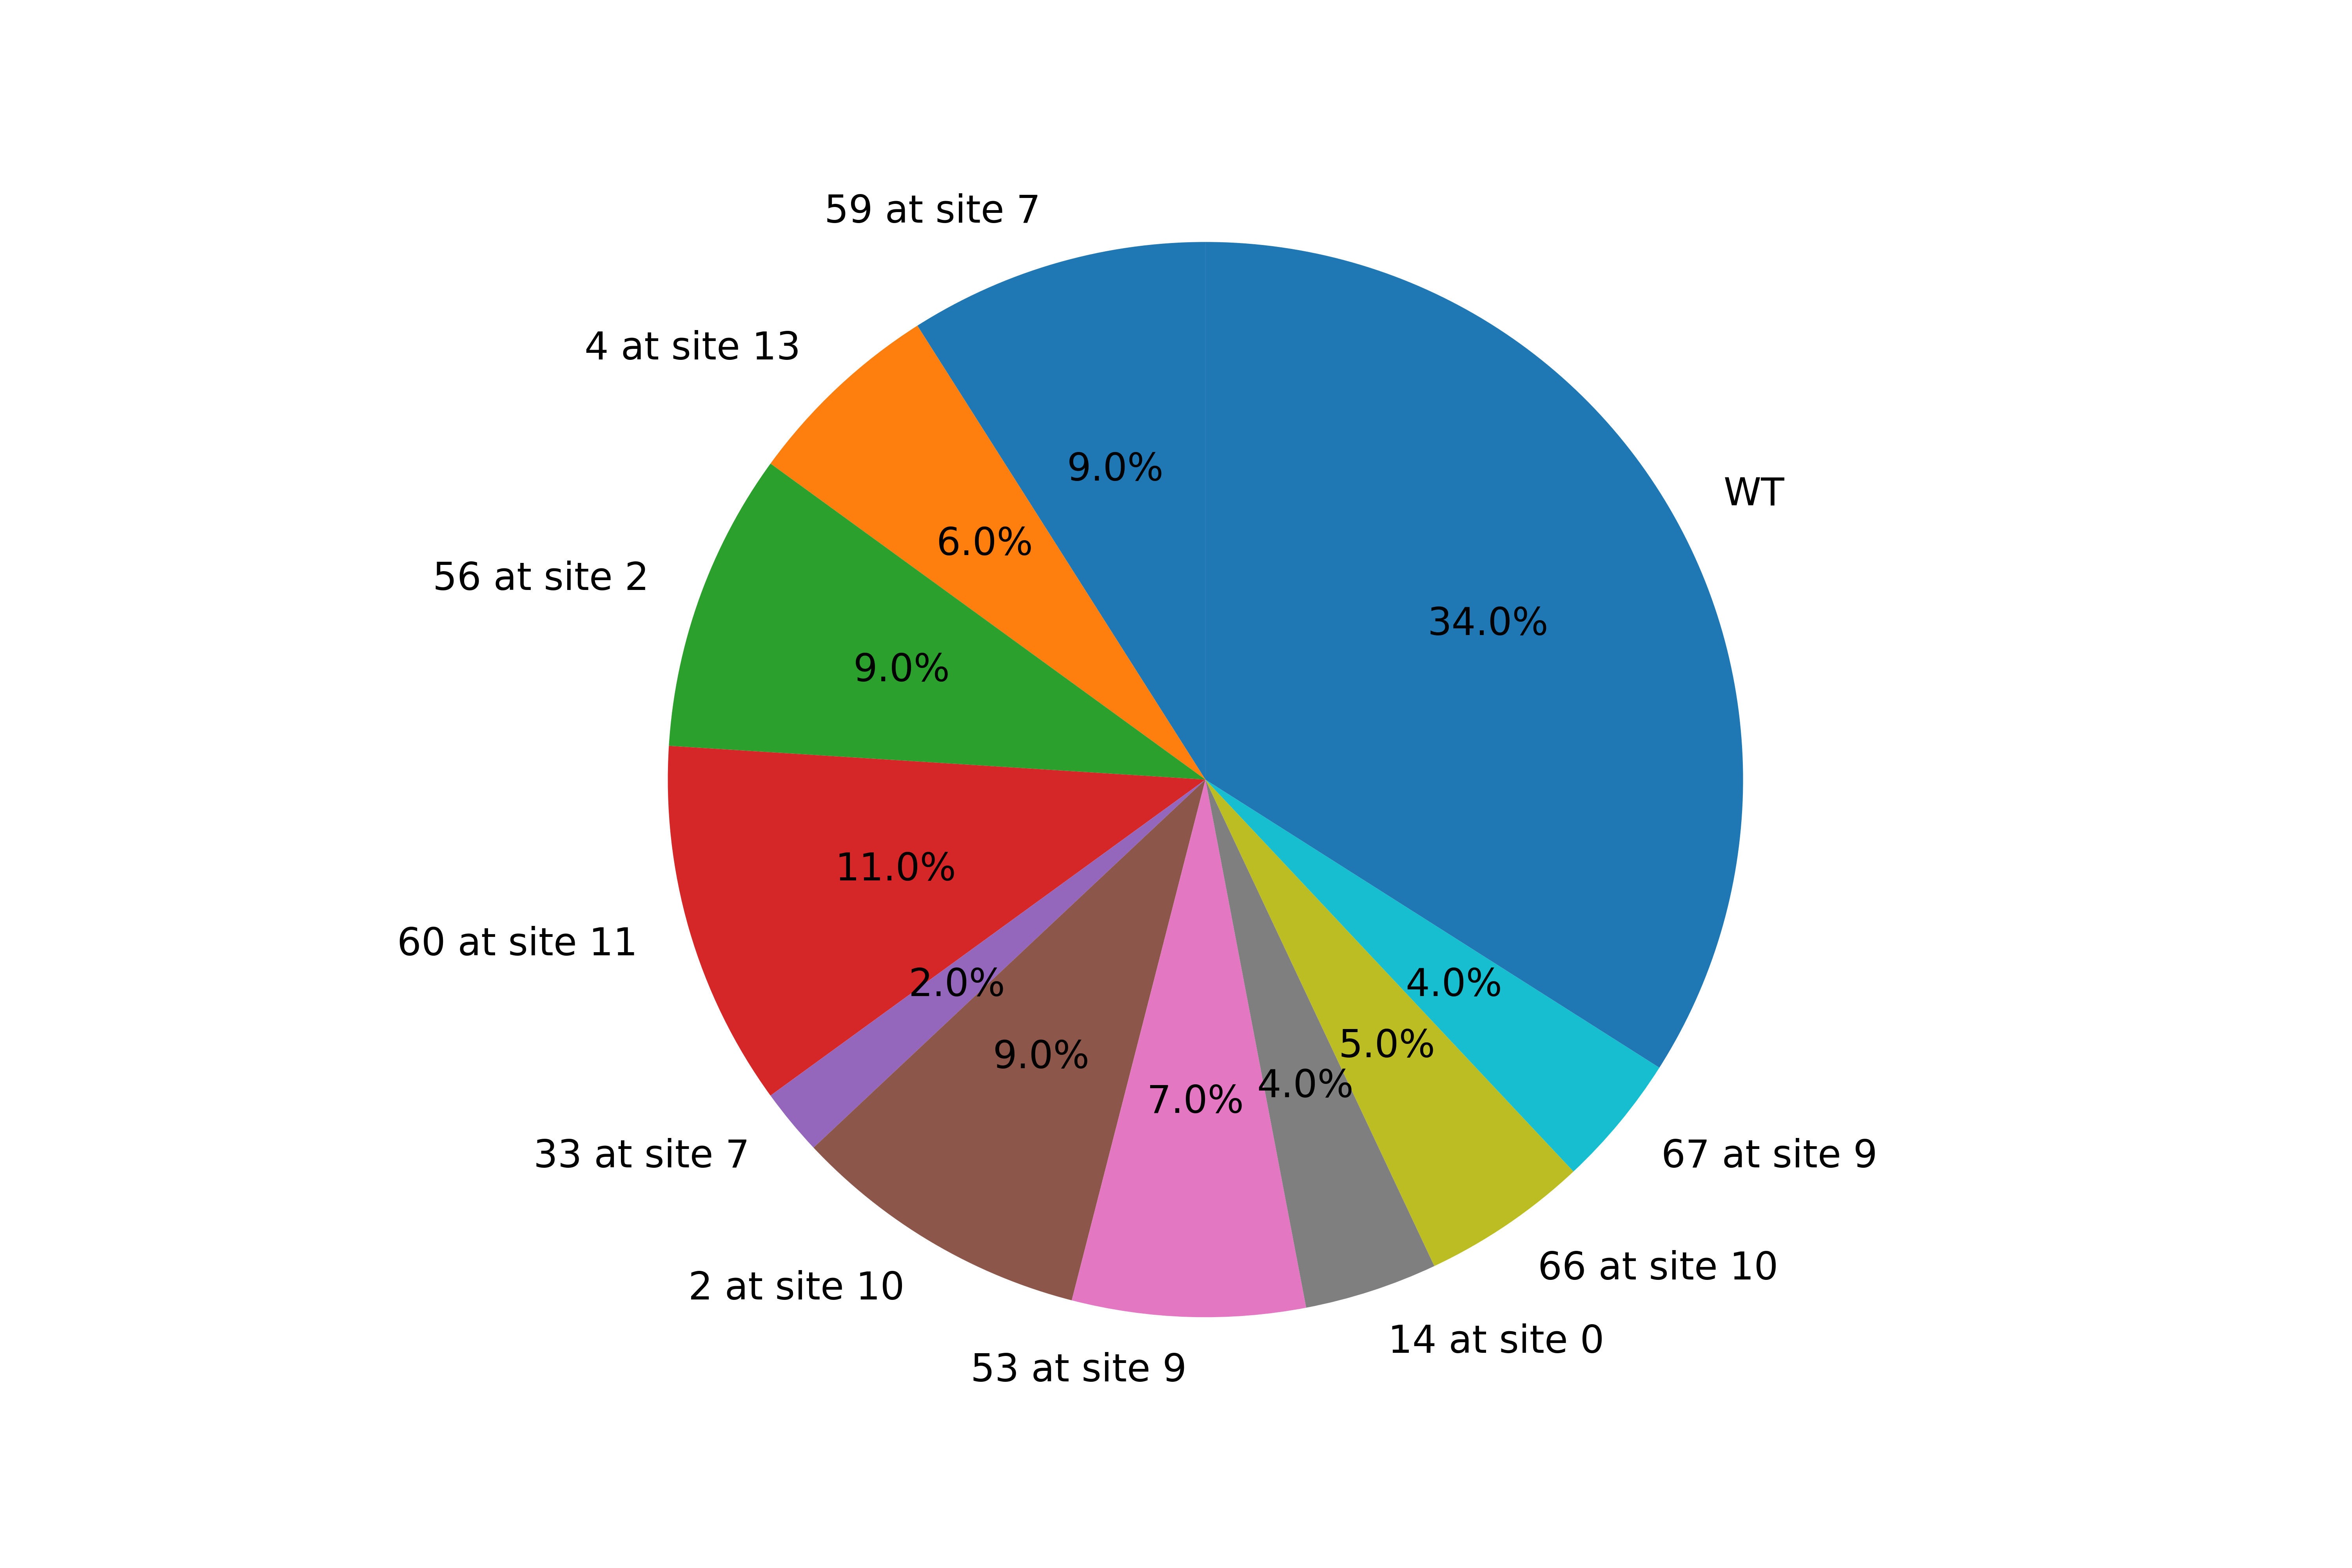 59 at site 7
4 at site 13
9.0%
WT
6.0%
56 at site 2
34.0%
9.0%
11.0%
60 at site 11
2.0%
4.0%
5.0%
9.0%
4.0%
7.0%
33 at site 7
67 at site 9
66 at site 10
2 at site 10
14 at site 0
53 at site 9